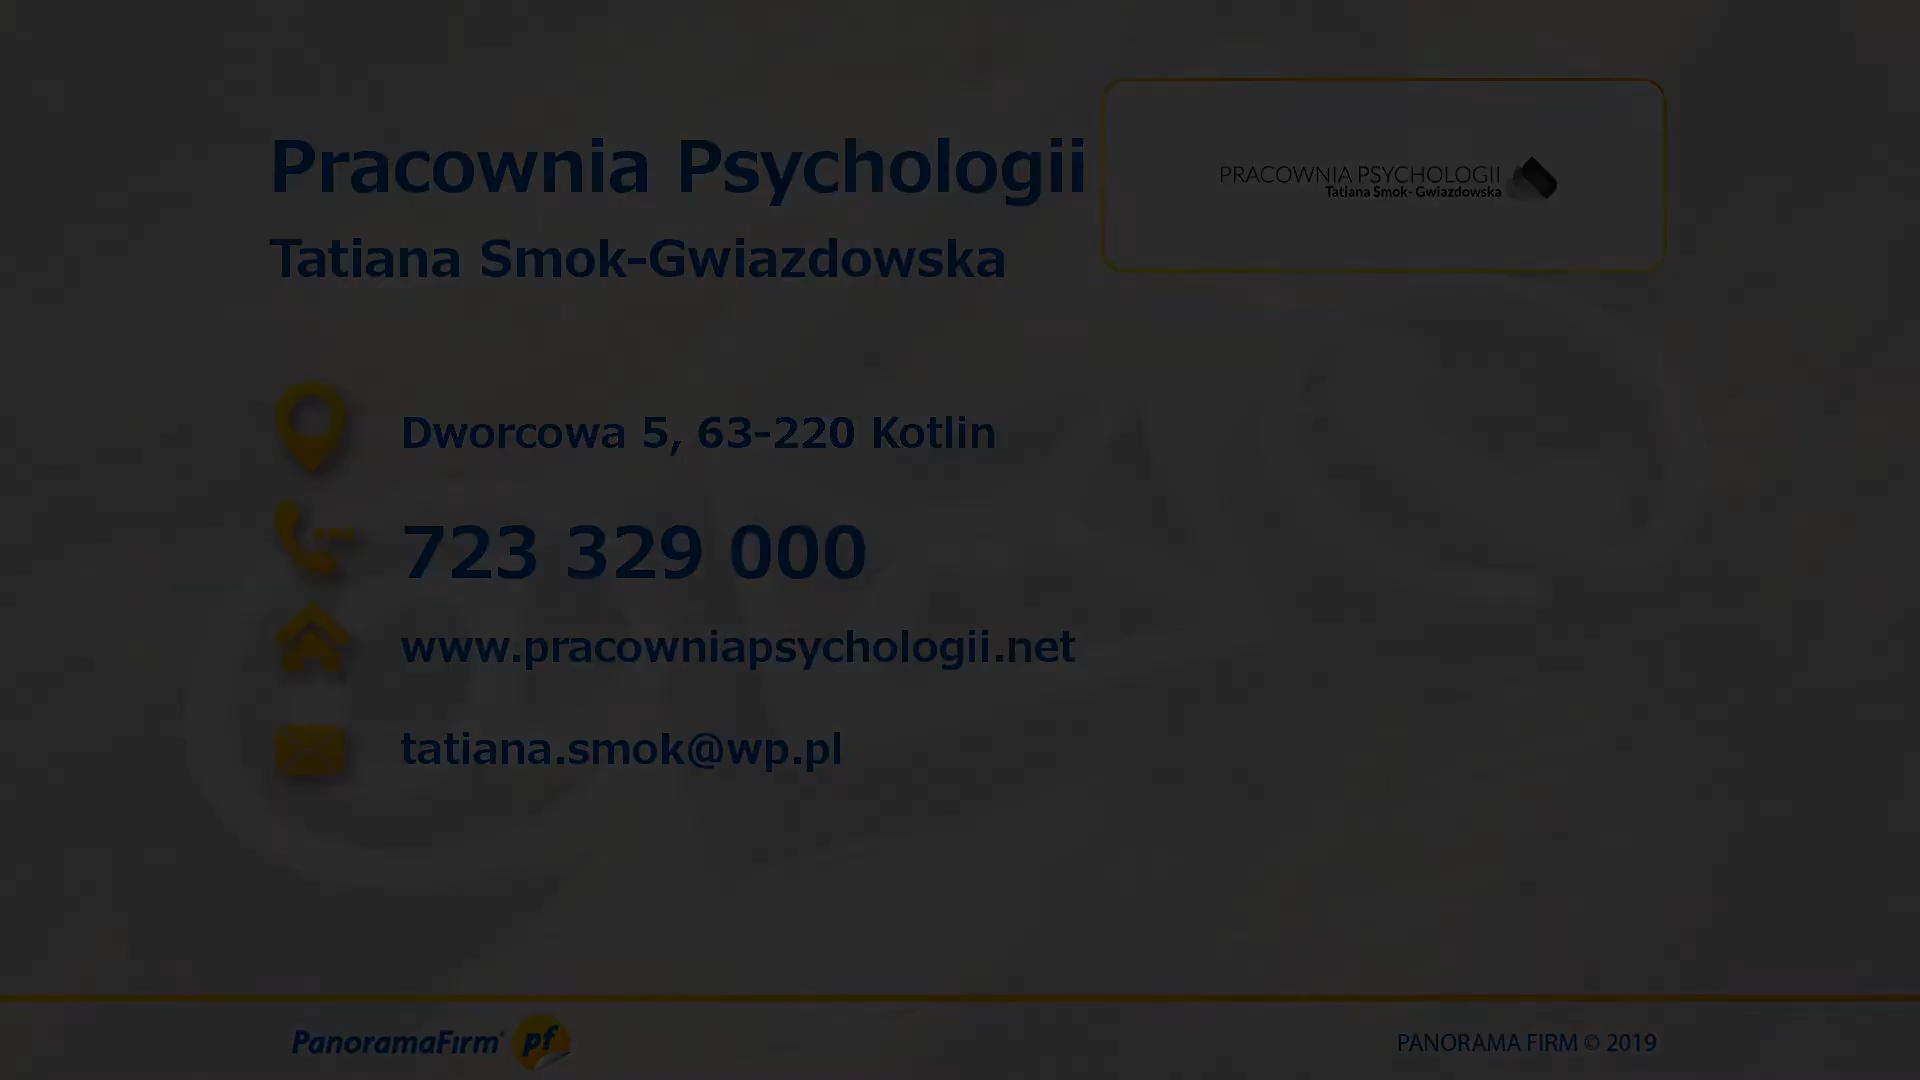 Pracownia Psychologii
Tatiana Smok-Gwiazdowska
PRACOWNIA PSYCHOLOGII
Tatiana Smok- Gwiazdowska
Dworcowa 5, 63-220 Kotlin
723 329 000
www.pracowniapsychologii.net
tatiana.smok@wp.pl
PanoramaFirm® pf
PANORAMA FIRM © 2019